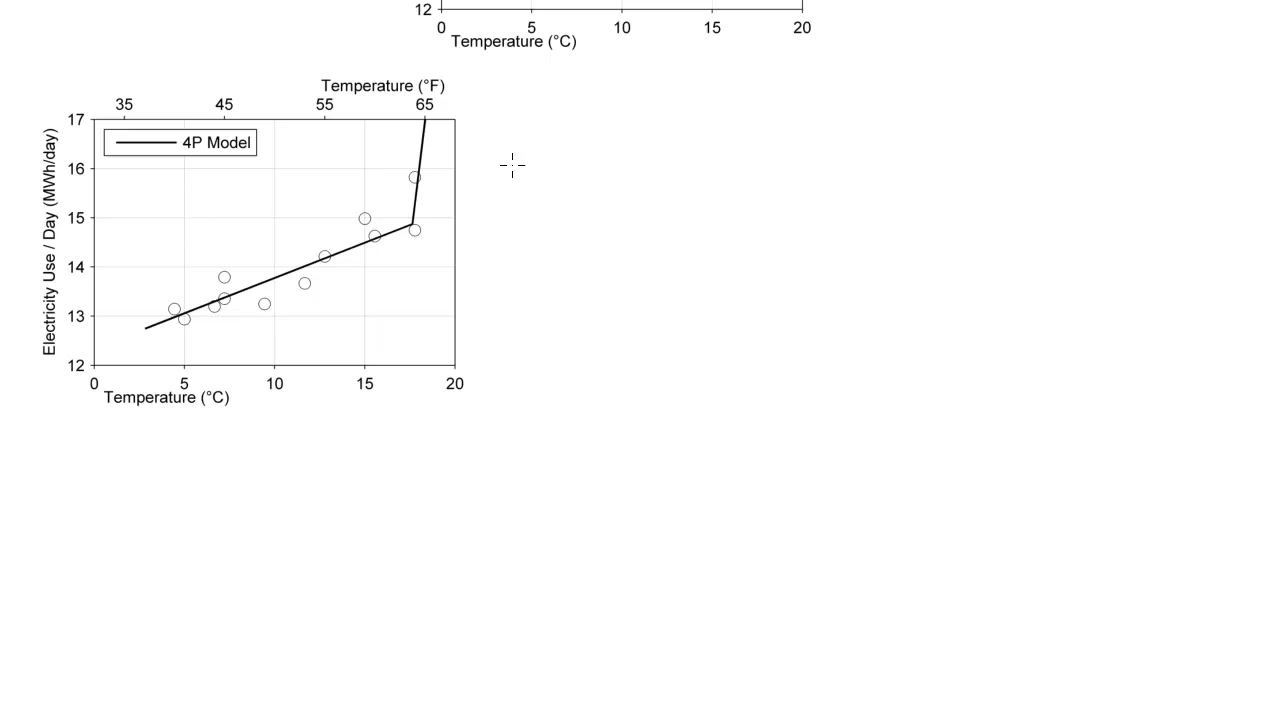 12
0 5 10 15 20
Temperature (°C)
Temperature (°F)
35 45 55 65
17
4P Model
16
15
14
13
12
Electricity Use / Day (MWh/day)
0 5 10 15 20
Temperature (°C)